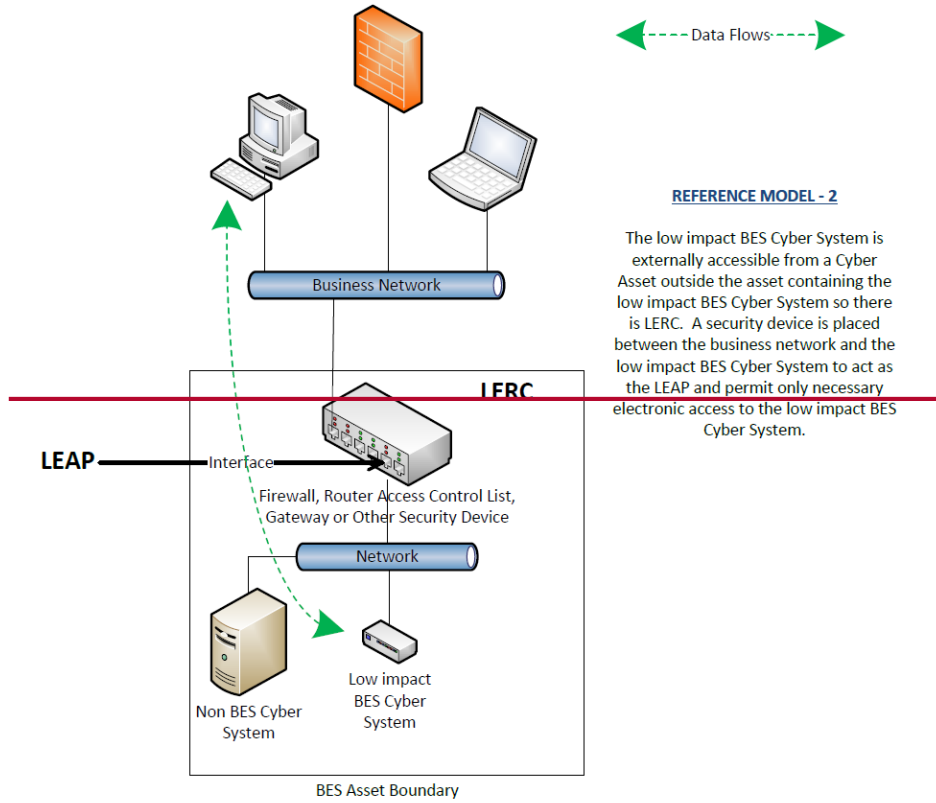 Data Flows
REFERENCE MODEL - 2
The low impact BES Cyber System is
externally accessible from a Cyber
Asset outside the asset containing the
low impact BES Cyber System so there
is LERC. A security device is placed
between the business network and the
low impact BES Cyber System to act as
the LEAP and permit only necessary
electronic access to the low impact BES
Cyber System.
Business Network
LERC
LEAP
Interface
Firewall, Router Access Control List,
Gateway or Other Security Device
Network
Low impact
BES Cyber
System
Non BES Cyber
System
BES Asset Boundary